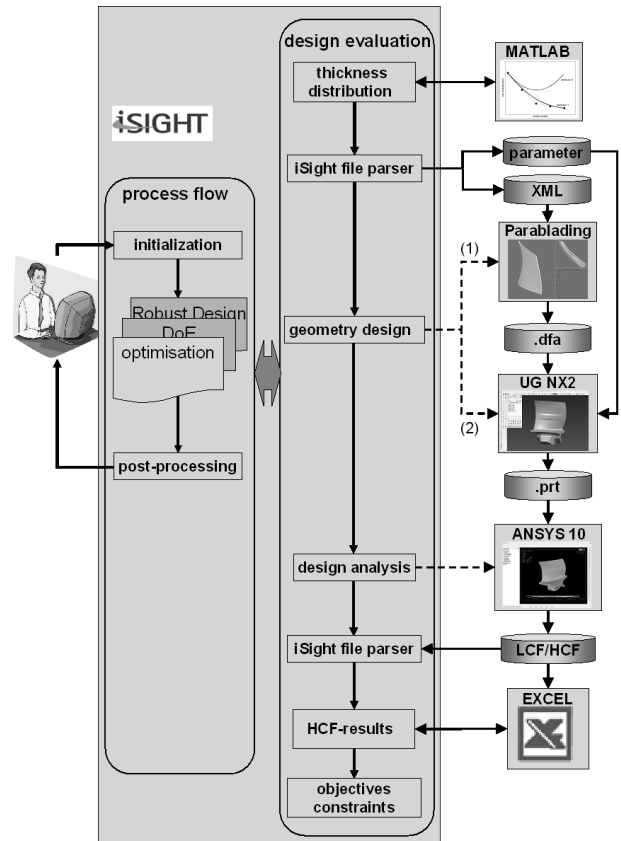 design evaluation
thickness
distribution
MATLAB
iSIGHT
iSight file parser
parameter
XML
process flow
initialization
Parablading
(1)
Robust Design
DoE
optimisation
geometry design
.dfa
UG NX2
(2)
post-processing
.prt
ANSYS 10
design analysis
iSight file parser
LCF/HCF
EXCEL
HCF-results
objectives
constraints